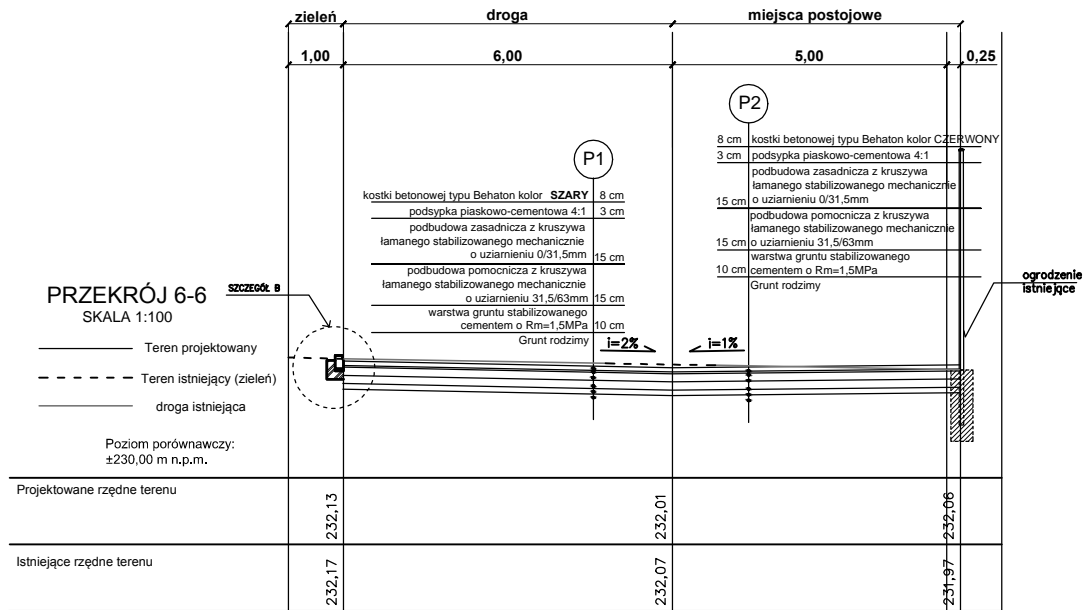 zieleń droga miejsca postojowe
1,00 6,00 5,00 0,25
P2
8 cm kostki betonowej typu Behaton kolor CZERWONY
3 cm podsypka piaskowo-cementowa 4:1
podbudowa zasadnicza z kruszywa
łamanego stabilizowanego mechanicznie
15 cm o uziarnieniu 0/31,5mm
podbudowa pomocnicza z kruszywa
łamanego stabilizowanego mechanicznie
15 cm o uziarnieniu 31,5/63mm
warstwa gruntu stabilizowanego
10 cm cementem o Rm=1,5MPa
Grunt rodzimy
P1
kostki betonowej typu Behaton kolor SZARY 8 cm
podsypka piaskowo-cementowa 4:1 3 cm
podbudowa zasadnicza z kruszywa
łamanego stabilizowanego mechanicznie
o uziarnieniu 0/31,5mm 15 cm
podbudowa pomocnicza z kruszywa
łamanego stabilizowanego mechanicznie
o uziarnieniu 31,5/63mm 15 cm
warstwa gruntu stabilizowanego
cementem o Rm=1,5MPa 10 cm
Grunt rodzimy
i=2% i=1%
ogrodzenie
istniejące
SZCZEGÓŁ B
PRZEKRÓJ 6-6
SKALA 1:100
Teren projektowany
Teren istniejący (zieleń)
droga istniejąca
Poziom porównawczy:
±230,00 m n.p.m.
Projektowane rzędne terenu
232,13 232,01 232,06
Istniejące rzędne terenu
232,17 232,07 231,97